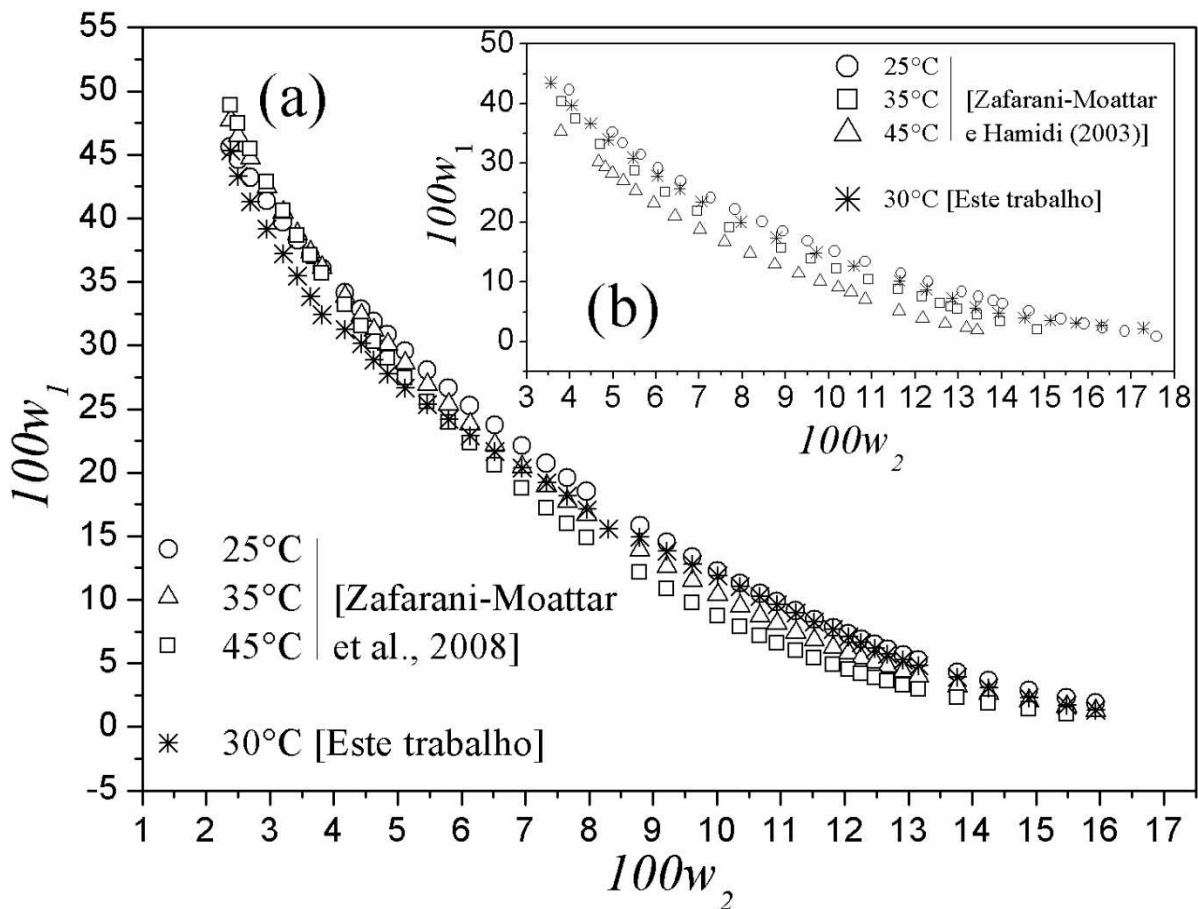 55
50
45
40
35
30
25
20
15
10
5
0
-5
100w1
(a)
25°C
35°C [Zafarani-Moattar
45°C et al., 2008]
30°C [Este trabalho]
1 2 3 4 5 6 7 8 9 10 11 12 13 14 15 16 17
100w2
50
40
30
20
10
0
100w1
25°C
35°C [Zafarani-Moattar
45°C e Hamidi (2003)]
30°C [Este trabalho]
(b)
3 4 5 6 7 8 9 10 11 12 13 14 15 16 17 18
100w2